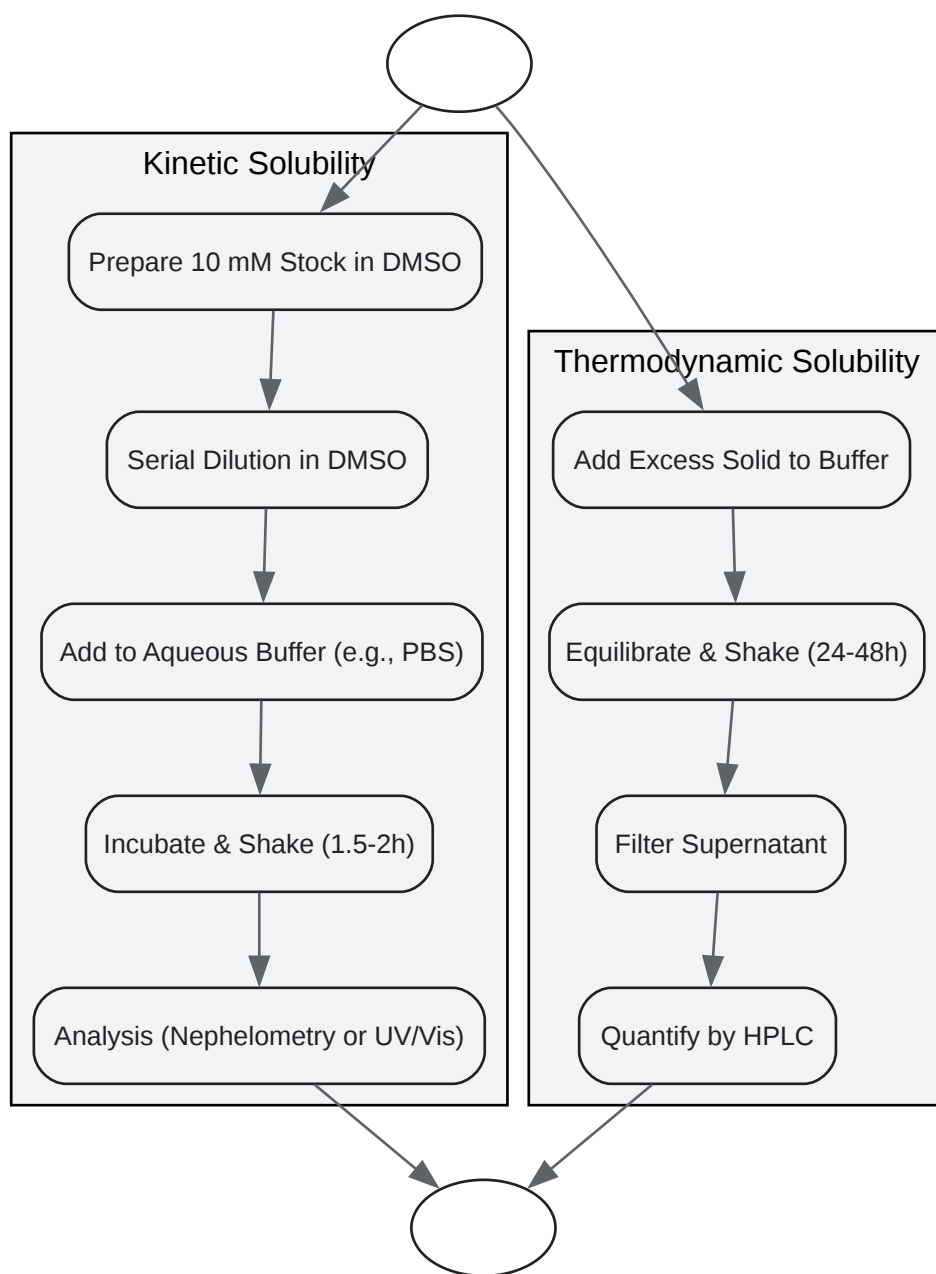 Kinetic Solubility
Prepare 10 mM Stock in DMSO
Serial Dilution in DMSO
Add to Aqueous Buffer (e.g., PBS)
Incubate & Shake (1.5-2h)
Analysis (Nephelometry or UV/Vis)
Thermodynamic Solubility
Add Excess Solid to Buffer
Equilibrate & Shake (24-48h)
Filter Supernatant
Quantify by HPLC